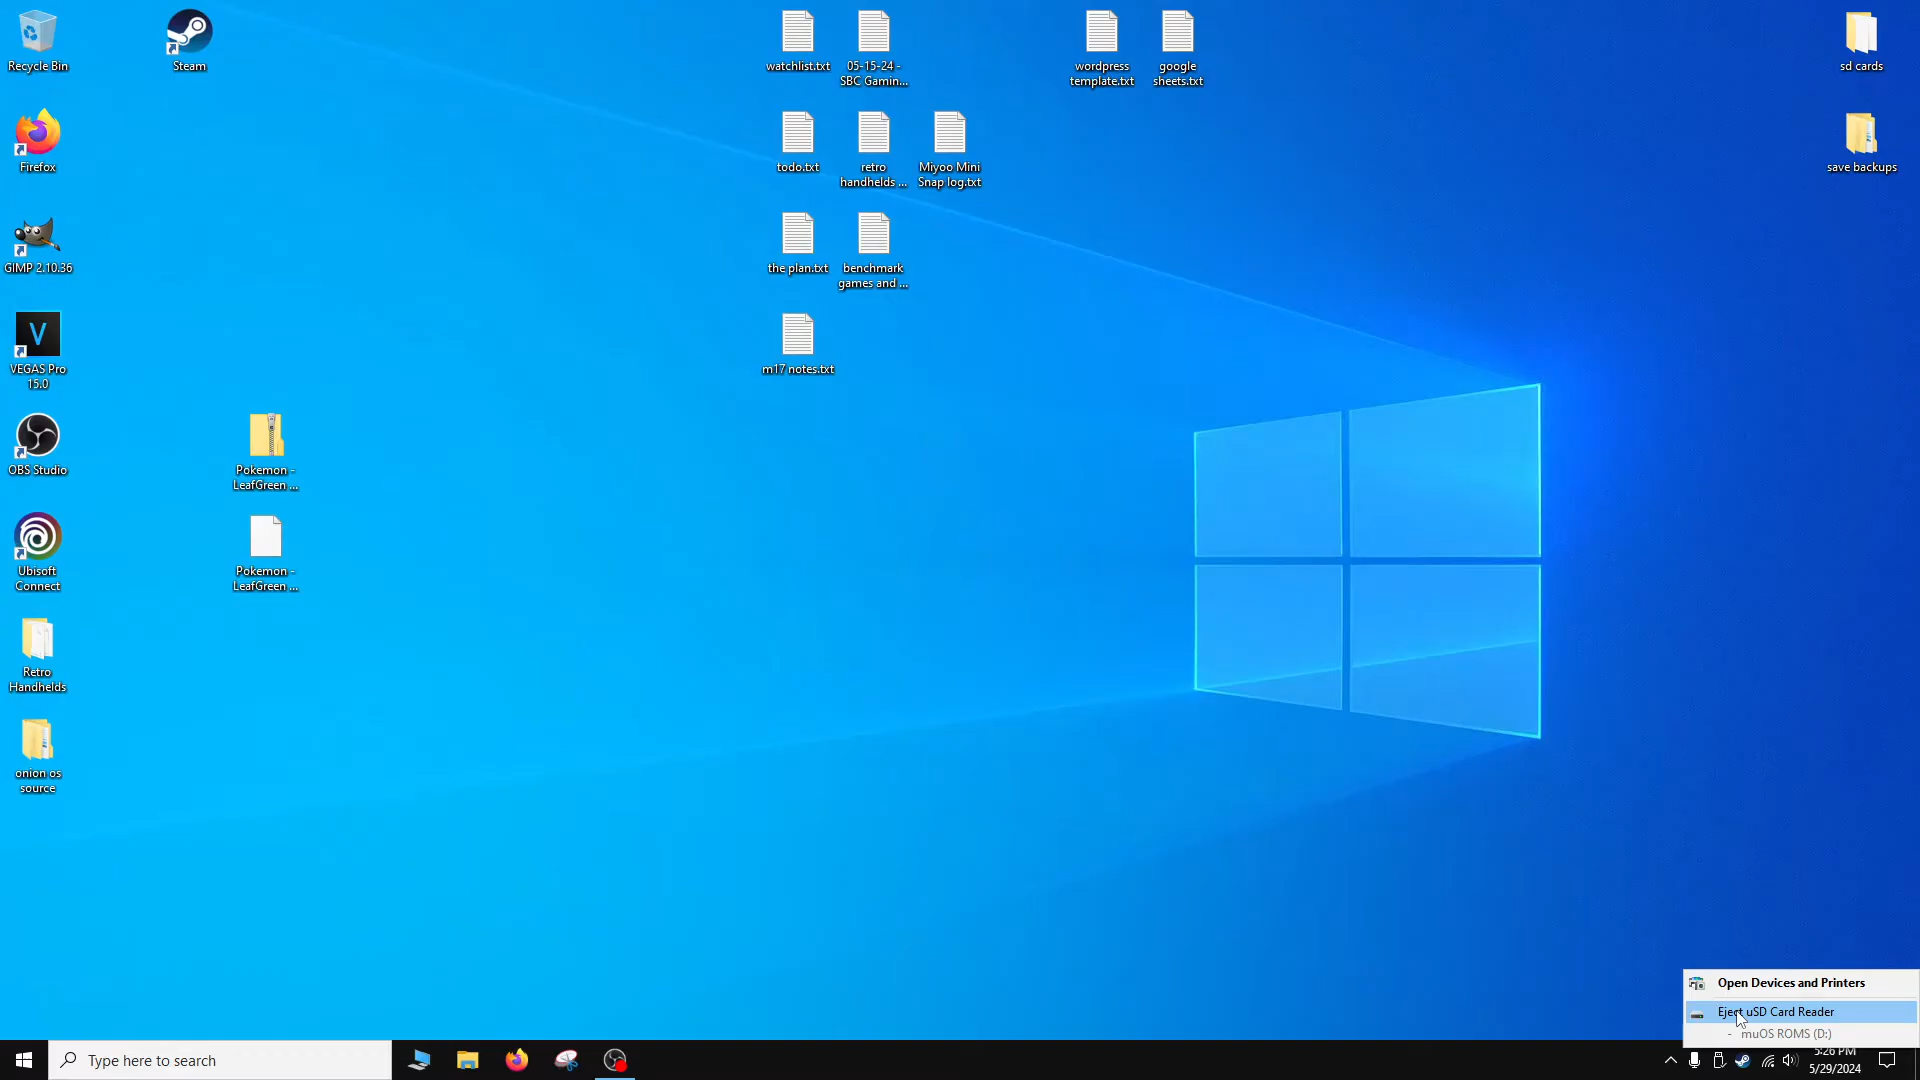 Recycle Bin
Steam
watchlist.txt
05-15-24 -
SBC Gamin...
wordpress
template.txt
google
sheets.txt
sd cards
Firefox
todo.txt
retro
handhelds ...
Miyoo Mini
Snap log.txt
save backups
GIMP 2.10.36
the plan.txt
benchmark
games and ...
VEGAS Pro
15.0
m17 notes.txt
OBS Studio
Pokemon -
LeafGreen ...
Ubisoft
Connect
Pokemon -
LeafGreen ...
Retro
Handhelds
onion os
source
Open Devices and Printers
Eject uSD Card Reader
- muOS ROMS (D:)
Type here to search
5:26 PM
5/29/2024